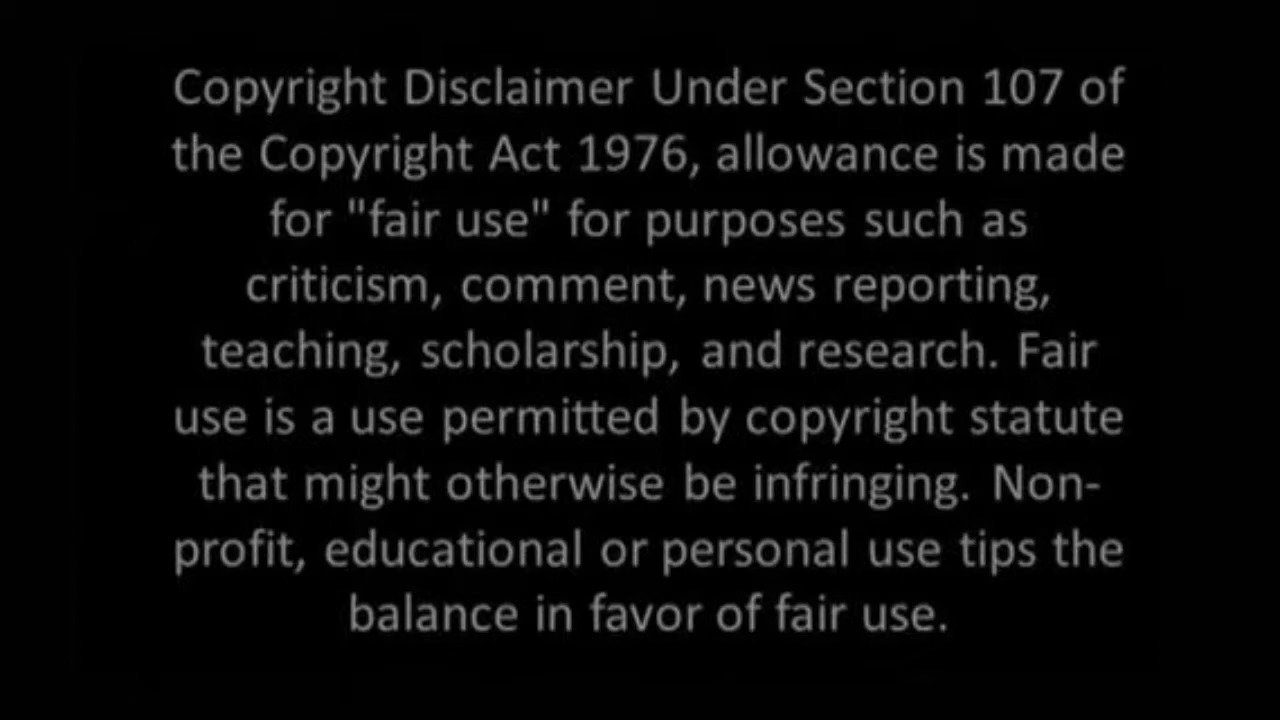 Copyright Disclaimer Under Section 107 of
the Copyright Act 1976, allowance is made
for "fair use" for purposes such as
criticism, comment, news reporting,
teaching, scholarship, and research. Fair
use is a use permitted by copyright statute
that might otherwise be infringing. Non-
profit, educational or personal use tips the
balance in favor of fair use.